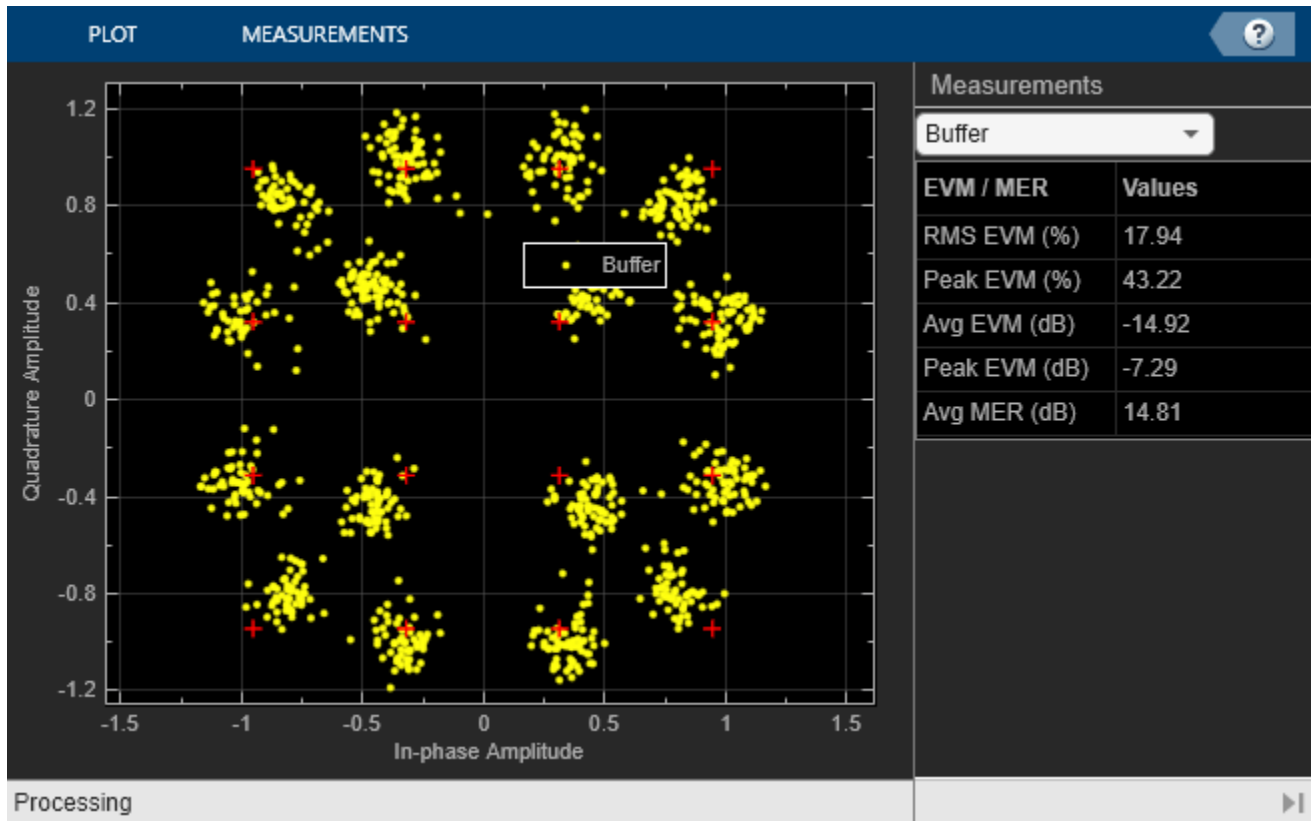 PLOT MEASUREMENTS ?
Measurements
Buffer
EVM / MER Values
RMS EVM (%) 17.94
Peak EVM (%) 43.22
Avg EVM (dB) -14.92
Peak EVM (dB) -7.29
Avg MER (dB) 14.81
Quadrature Amplitude
1.2
0.8
0.4
0
-0.4
-0.8
-1.2
Buffer
-1.5 -1 -0.5 0 0.5 1 1.5
In-phase Amplitude
Processing